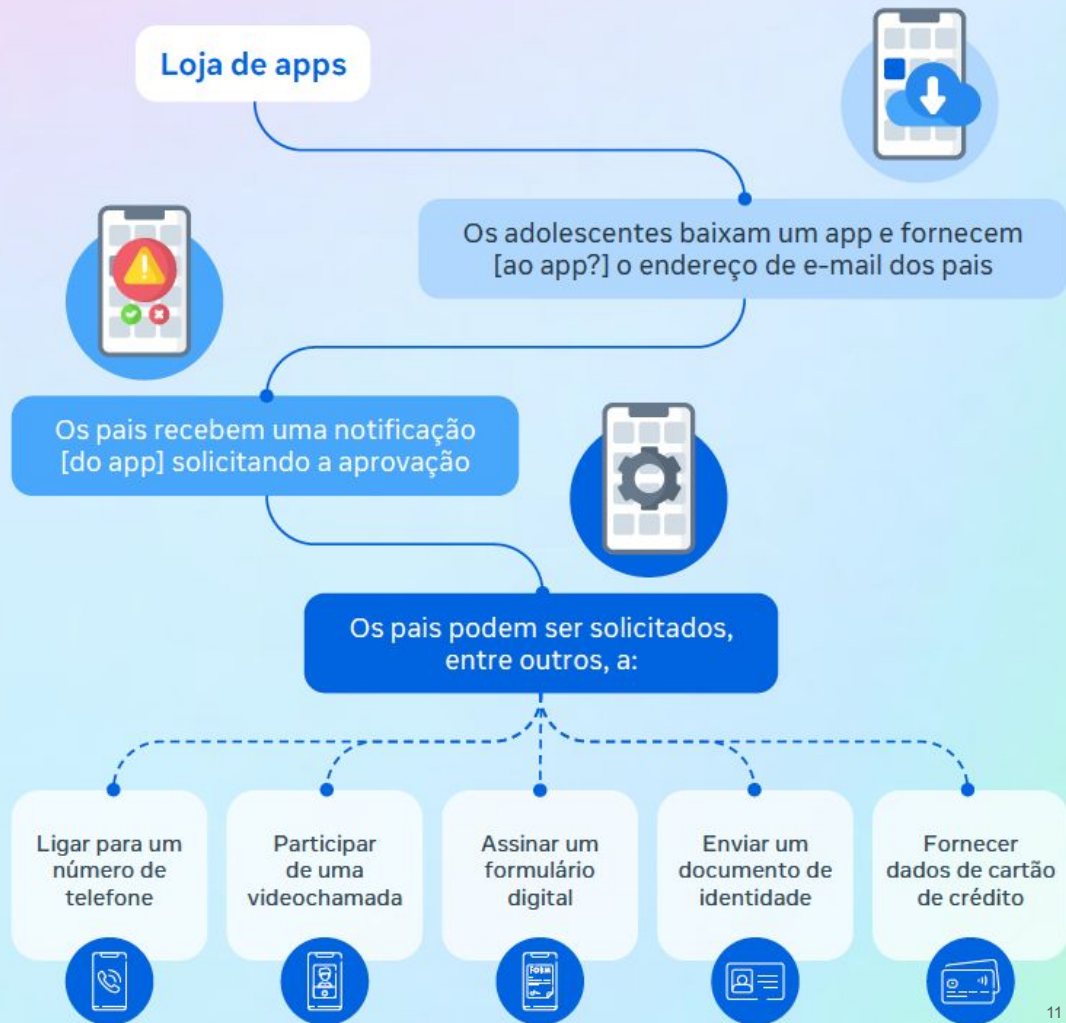 Loja de apps
Os adolescentes baixam um app e fornecem
[ao app?] o endereço de e-mail dos pais
Os pais recebem uma notificação
[do app] solicitando a aprovação
Os pais podem ser solicitados,
entre outros, a:
Ligar para um
número de
telefone
Participar
de uma
videochamada
Assinar um
formulário
digital
Enviar um
documento de
identidade
Fornecer
dados de cartão
de crédito
FORM
11